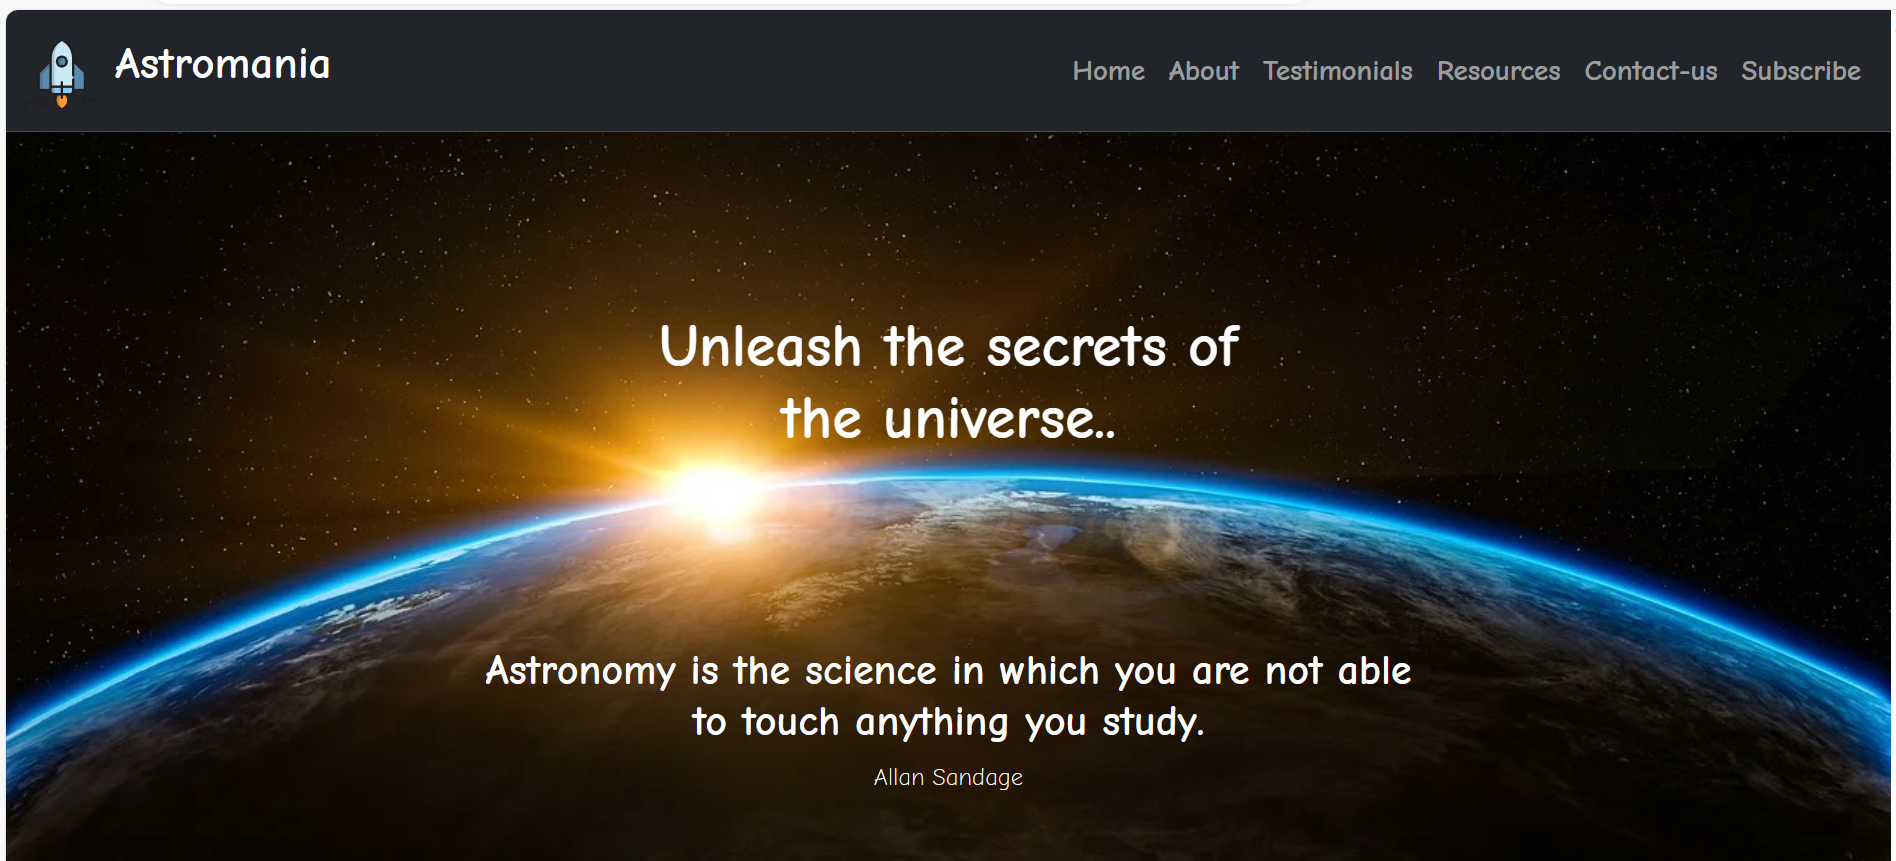 Astromania
Home About Testimonials Resources Contact-us Subscribe
Unleash the secrets of
the universe..
Astronomy is the science in which you are not able
to touch anything you study.
Allan Sandage